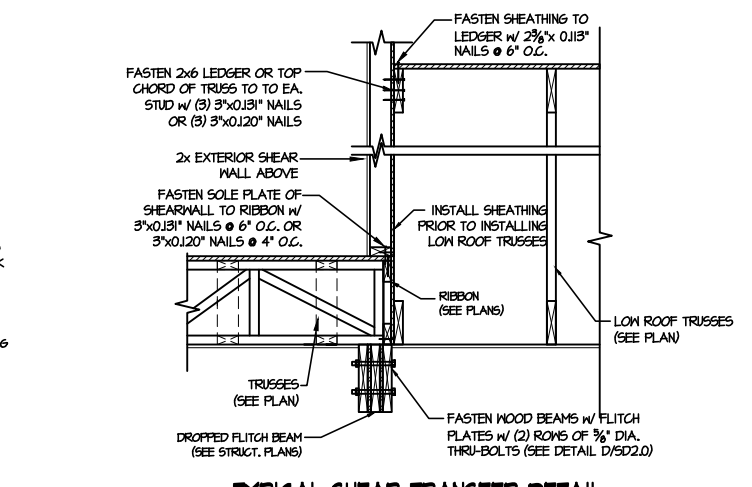 FASTEN SHEATHING TO
LEDGER W/ 2⅜"x 0.113"
NAILS @ 6" O.C.
FASTEN 2x6 LEDGER OR TOP
CHORD OF TRUSS TO TO EA.
STUD W/ (3) 3"x0.131" NAILS
OR (3) 3"x0.120" NAILS
2x EXTERIOR SHEAR
WALL ABOVE
FASTEN SOLE PLATE OF
SHEARWALL TO RIBBON W/
3"x0.131" NAILS @ 6" O.C. OR
3"x0.120" NAILS @ 4" O.C.
INSTALL SHEATHING
PRIOR TO INSTALLING
LOW ROOF TRUSSES
RIBBON
(SEE PLANS)
LOW ROOF TRUSSES
(SEE PLAN)
TRUSSES
(SEE PLAN)
DROPPED FLITCH BEAM
(SEE STRUCT. PLANS)
FASTEN WOOD BEAMS W/ FLITCH
PLATES W/ (2) ROWS OF ⅝" DIA.
THRU-BOLTS (SEE DETAIL D/SD2.0)
TYPICAL SHEAR TRANSFER DETAIL